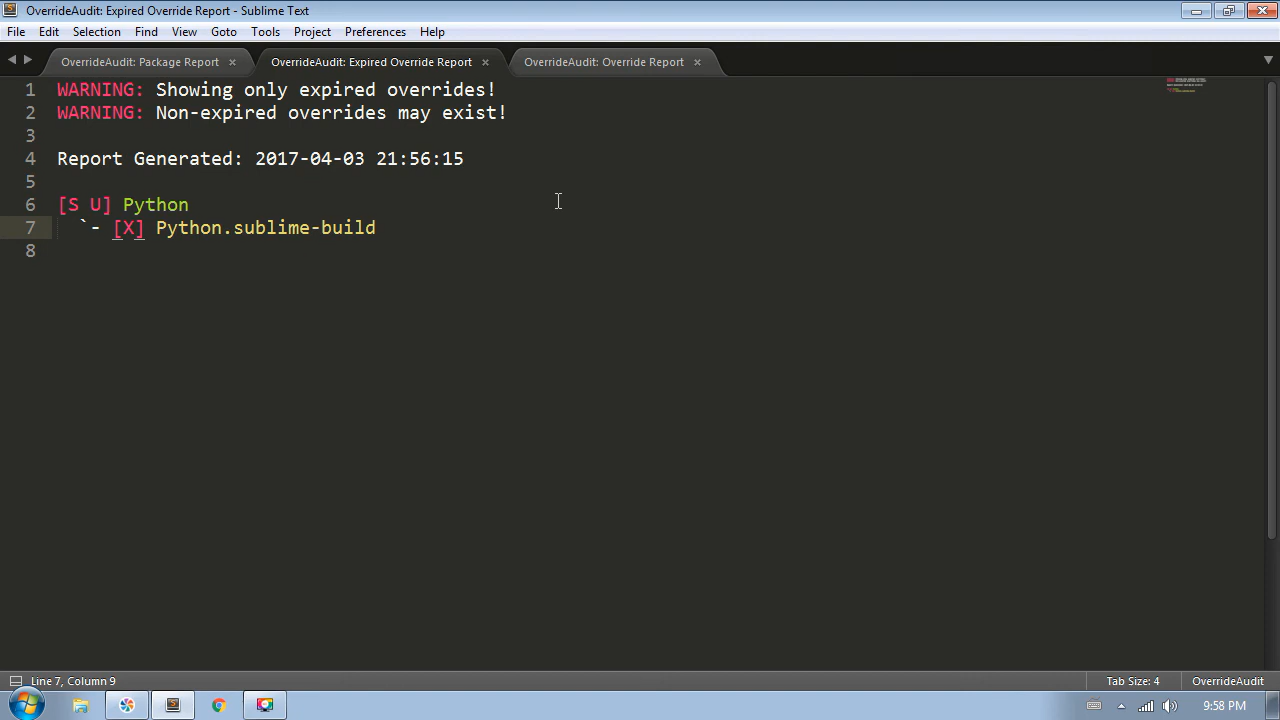 OverrideAudit: Expired Override Report - Sublime Text
File Edit Selection Find View Goto Tools Project Preferences Help
OverrideAudit: Package Report × OverrideAudit: Expired Override Report × OverrideAudit: Override Report ×
1 WARNING: Showing only expired overrides!
2 WARNING: Non-expired overrides may exist!
3
4 Report Generated: 2017-04-03 21:56:15
5
6 [S U] Python
7 `- [X] Python.sublime-build
8
Line 7, Column 9 Tab Size: 4 OverrideAudit
9:58 PM